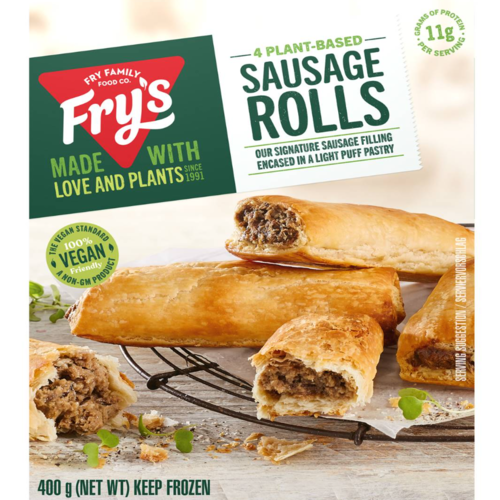 FRY FAMILY
FOOD CO.
Fry's
MADE WITH
LOVE AND PLANTS
SINCE
1991
4 PLANT-BASED
SAUSAGE
ROLLS
OUR SIGNATURE SAUSAGE FILLING
ENCASED IN A LIGHT PUFF PASTRY
GRAMS OF PROTEIN
11g
PER SERVING
THE VEGAN STANDARD
100%
VEGAN
Friendly
A NON-GM PRODUCT
SERVING SUGGESTION /
400 g (NET WT) KEEP FROZEN